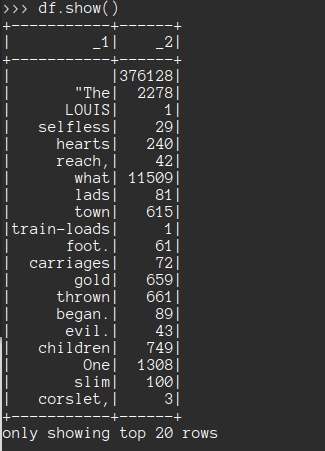 >>> df.show()
+-----------+------+
|         _1|    _2|
+-----------+------+
|           |376128|
|       "The|  2278|
|      LOUIS|     1|
|   selfless|    29|
|     hearts|   240|
|     reach,|    42|
|       what| 11509|
|       lads|    81|
|       town|   615|
|train-loads|     1|
|      foot.|    61|
|  carriages|    72|
|       gold|   659|
|     thrown|   661|
|     began.|    89|
|      evil.|    43|
|   children|   749|
|        One|  1308|
|       slim|   100|
|   corslet,|     3|
+-----------+------+
only showing top 20 rows